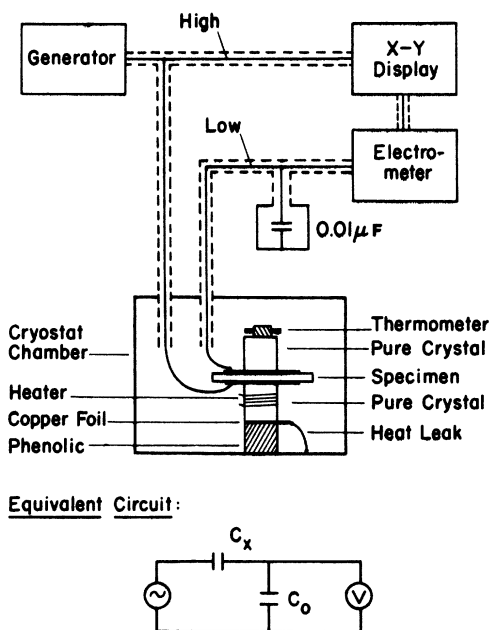 High
Generator
X-Y
Display
Low
Electro-
meter
0.01μF
Thermometer
Cryostat
Chamber
Pure Crystal
Specimen
Heater
Pure Crystal
Copper Foil
Heat Leak
Phenolic
Equivalent Circuit:
Cx
Co
V